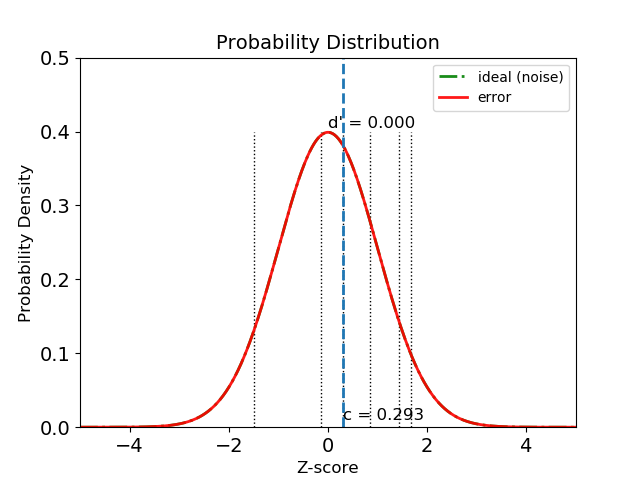 Probability Distribution
0.5
0.4
0.3
0.2
0.1
0.0
Probability Density
ideal (noise)
error
d' = 0.000
c = 0.293
−4
−2
0
2
4
Z-score